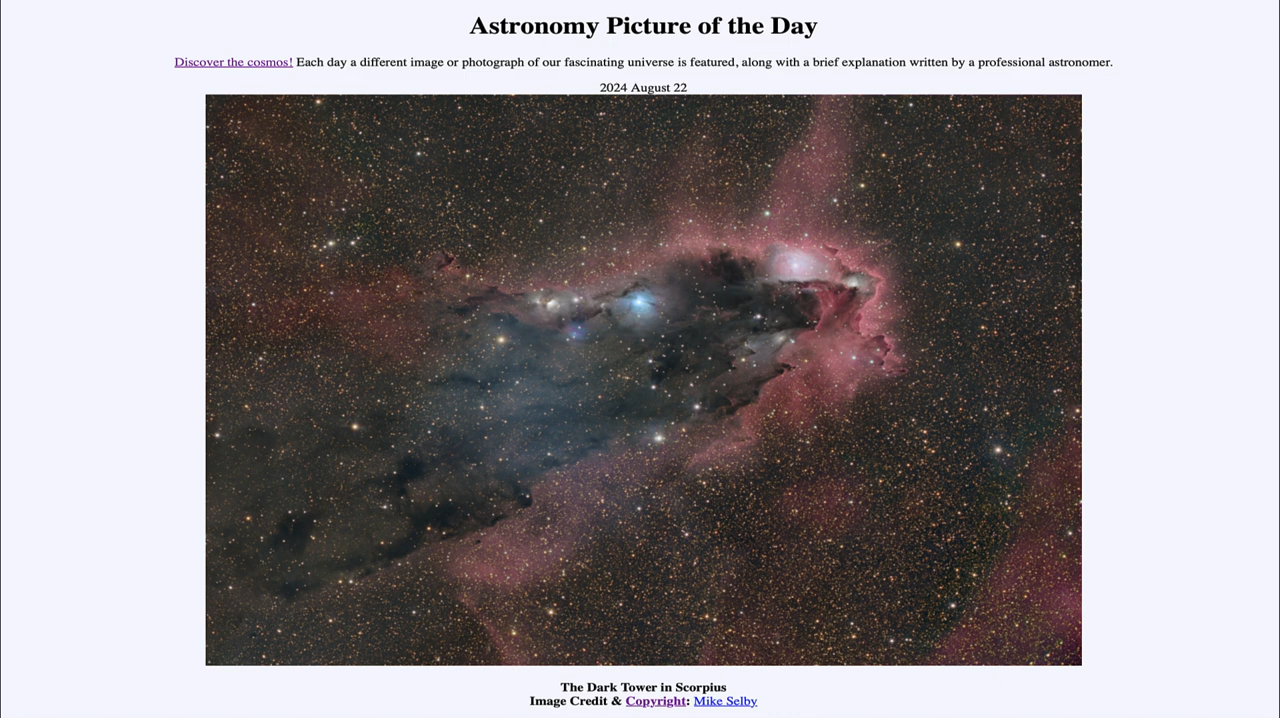 Astronomy Picture of the Day
Discover the cosmos! Each day a different image or photograph of our fascinating universe is featured, along with a brief explanation written by a professional astronomer.
2024 August 22
The Dark Tower in Scorpius
Image Credit & Copyright: Mike Selby